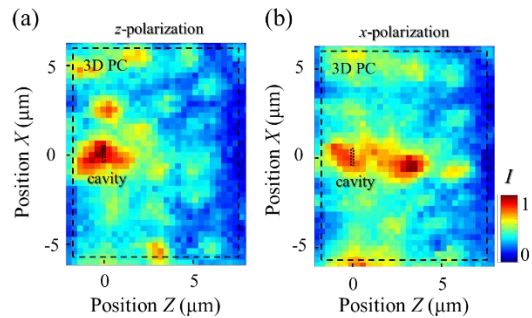 (a)
z-polarization
3D PC
cavity
5
0
-5
Position X (μm)
0
5
Position Z (μm)
(b)
x-polarization
3D PC
cavity
5
0
-5
Position X (μm)
0
5
Position Z (μm)
I
1
0